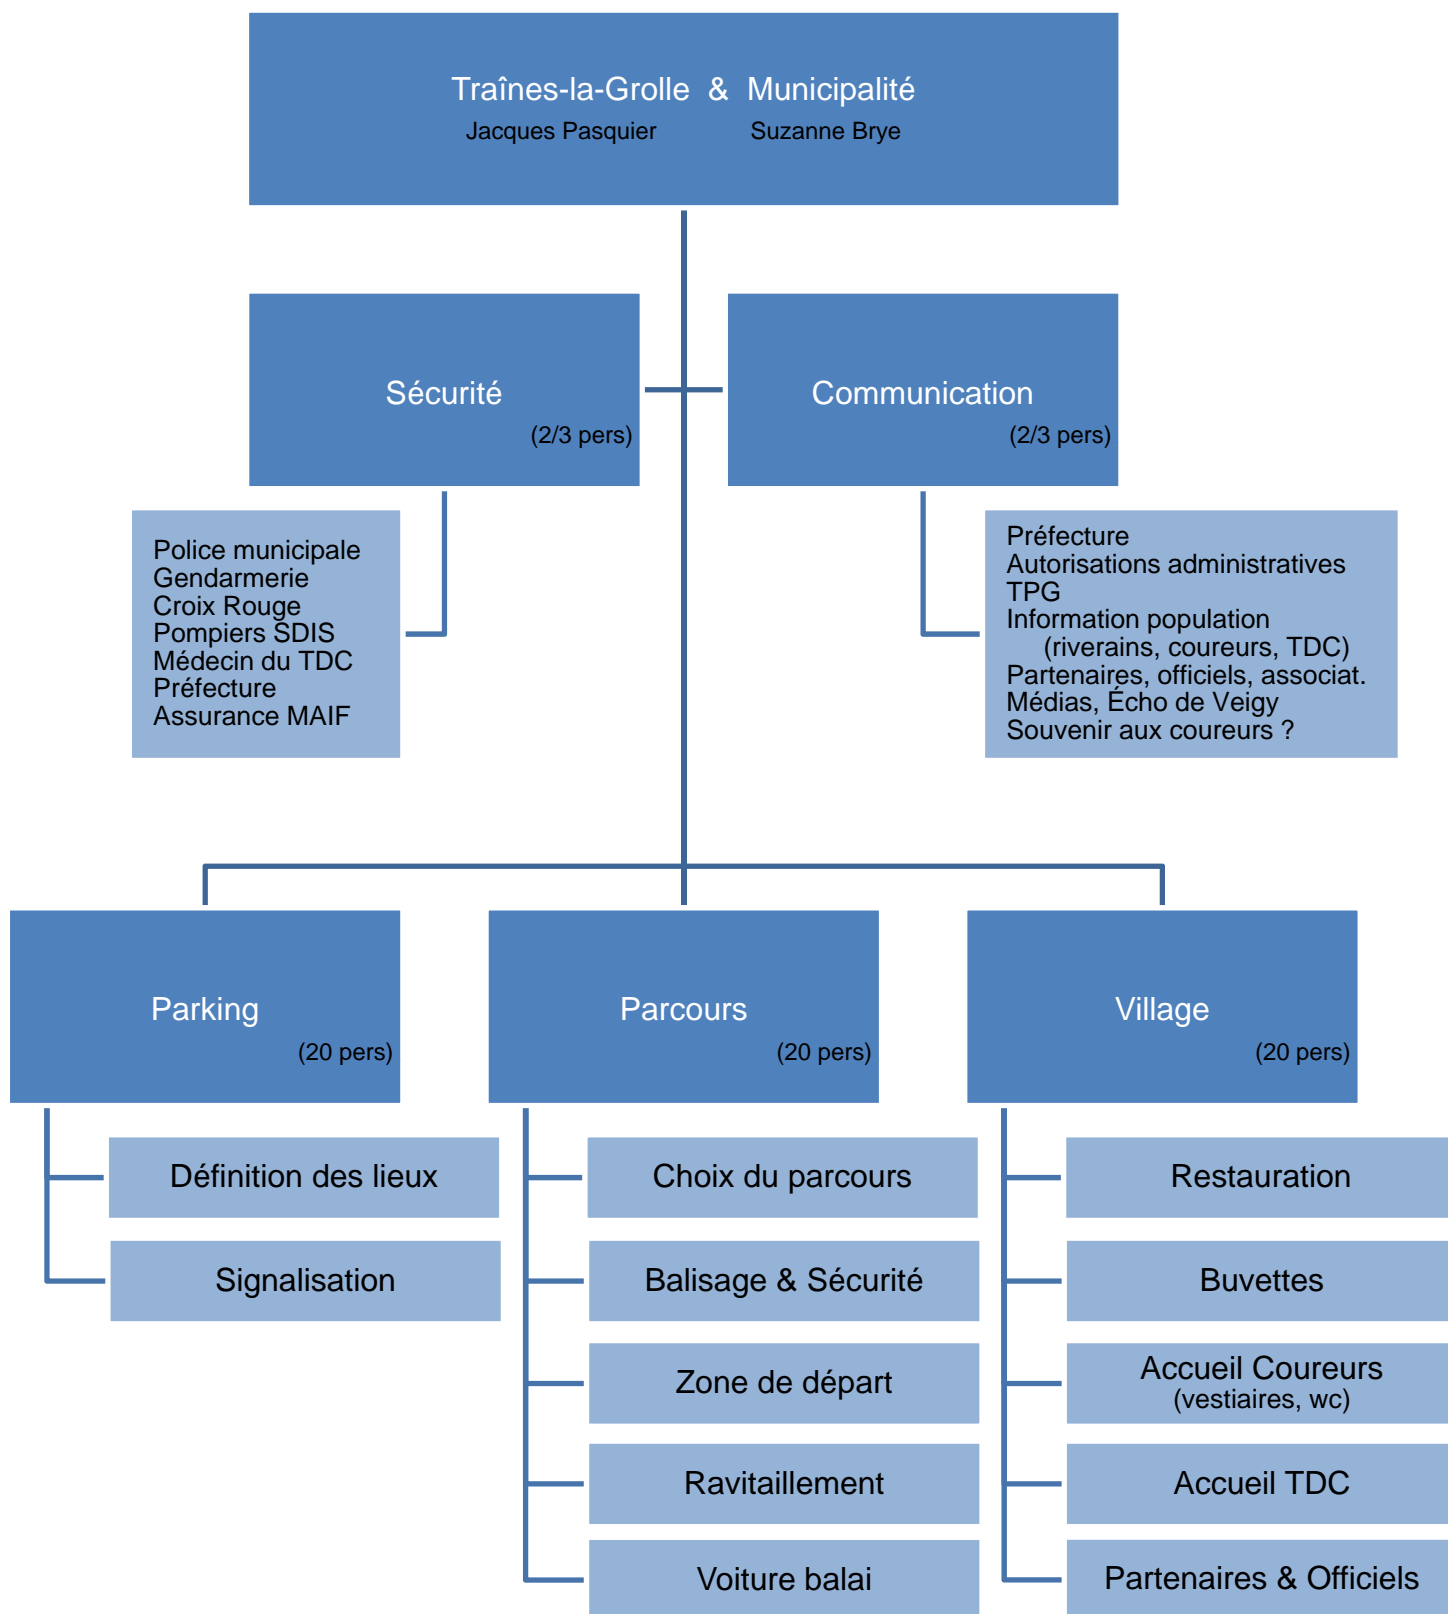 Traînes-la-Grolle & Municipalité
Jacques Pasquier Suzanne Brye
Sécurité
(2/3 pers)
Communication
(2/3 pers)
Police municipale
Gendarmerie
Croix Rouge
Pompiers SDIS
Médecin du TDC
Préfecture
Assurance MAIF
Préfecture
Autorisations administratives
TPG
Information population
(riverains, coureurs, TDC)
Partenaires, officiels, associat.
Médias, Écho de Veigy
Souvenir aux coureurs ?
Parking
(20 pers)
Définition des lieux
Signalisation
Parcours
(20 pers)
Choix du parcours
Balisage & Sécurité
Zone de départ
Ravitaillement
Voiture balai
Village
(20 pers)
Restauration
Buvettes
Accueil Coureurs
(vestiaires, wc)
Accueil TDC
Partenaires & Officiels